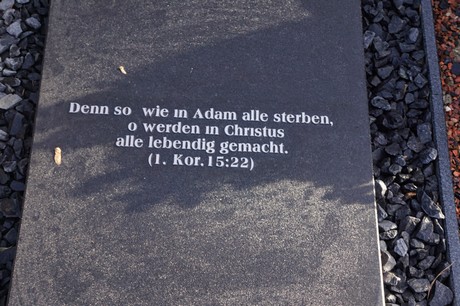 Denn so wie in Adam alle sterben,
o werden in Christus
alle lebendig gemacht.
(1. Kor.15:22)